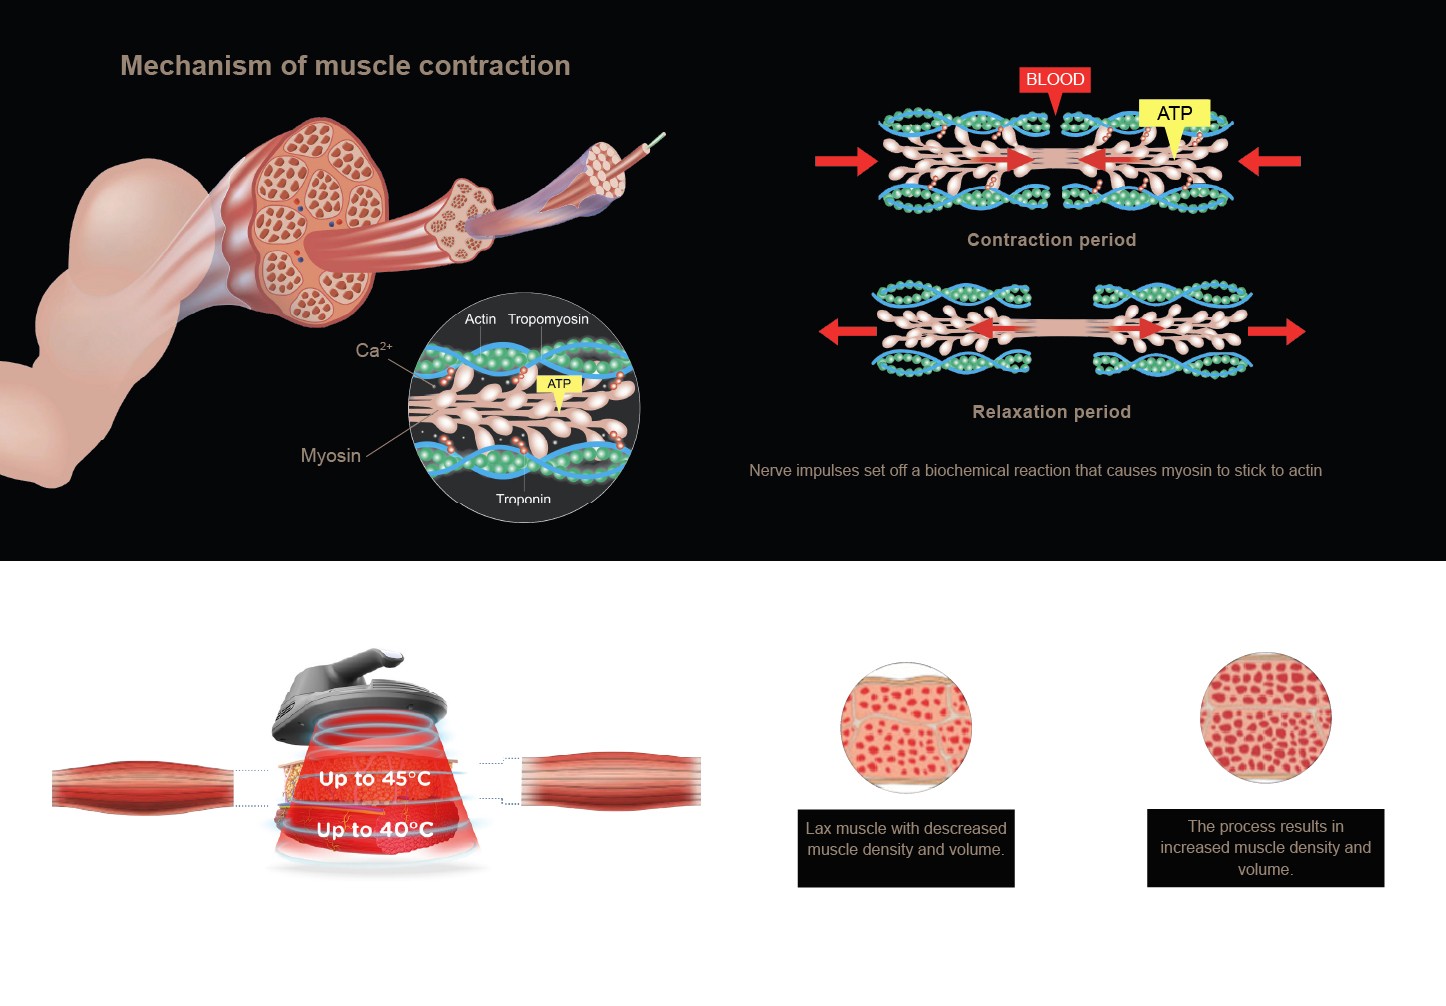 Mechanism of muscle contraction
BLOOD
ATP
Contraction period
Actin Tropomyosin
Ca2+
ATP
Myosin
Troponin
Relaxation period
Nerve impulses set off a biochemical reaction that causes myosin to stick to actin
Up to 45°C
Up to 40°C
Lax muscle with descreased
muscle density and volume.
The process results in
increased muscle density and
volume.